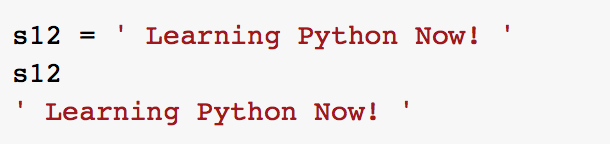 s12 = ' Learning Python Now! '
s12
' Learning Python Now! '